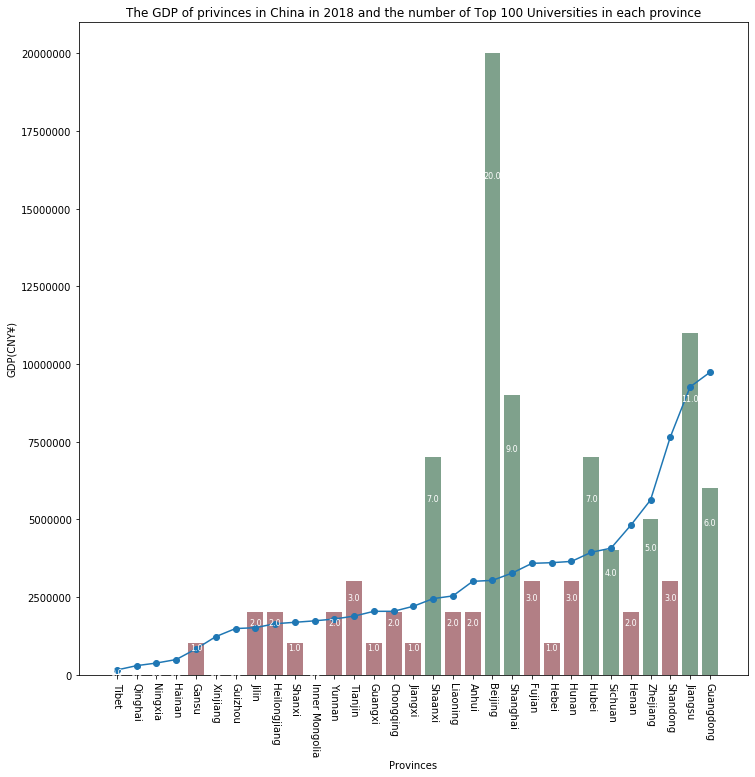 The GDP of privinces in China in 2018 and the number of Top 100 Universities in each province
20000000
17500000
15000000
12500000
10000000
7500000
5000000
2500000
0
GDP(CNY¥)
1.0
2.0
2.0
1.0
2.0
3.0
1.0
2.0
1.0
7.0
2.0
2.0
20.0
9.0
3.0
1.0
3.0
7.0
4.0
2.0
5.0
3.0
11.0
6.0
Tibet
Qinghai
Ningxia
Hainan
Gansu
Xinjiang
Guizhou
Jilin
Heilongjiang
Shanxi
Inner Mongolia
Yunnan
Tianjin
Guangxi
Chongqing
Jiangxi
Shaanxi
Liaoning
Anhui
Beijing
Shanghai
Fujian
Hebei
Hunan
Hubei
Sichuan
Henan
Zhejiang
Shandong
Jiangsu
Guangdong
Provinces